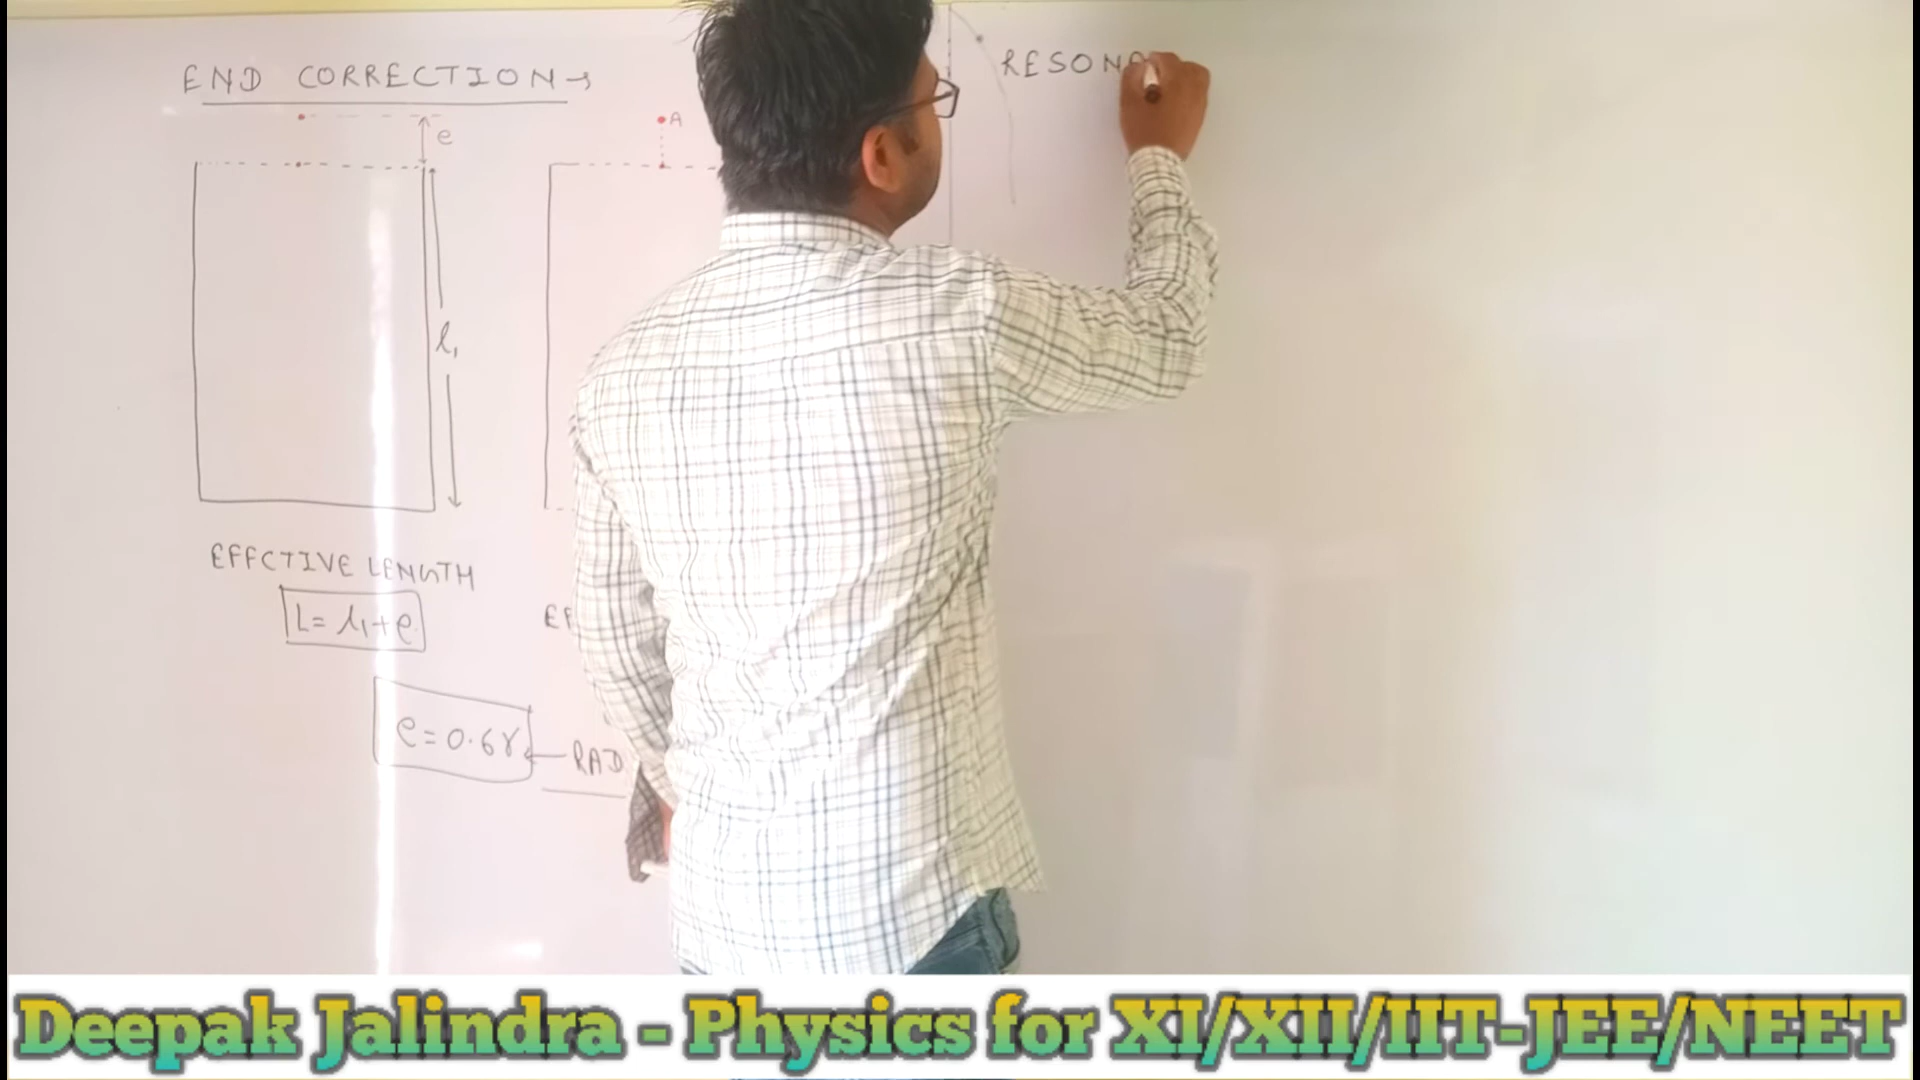 END CORRECTION→
e
l₁
EFFCTIVE LENGTH
L = l₁+e
e = 0.6r ← RAD
A
EF
RESON
Deepak Jalindra - Physics for XI/XII/IIT-JEE/NEET